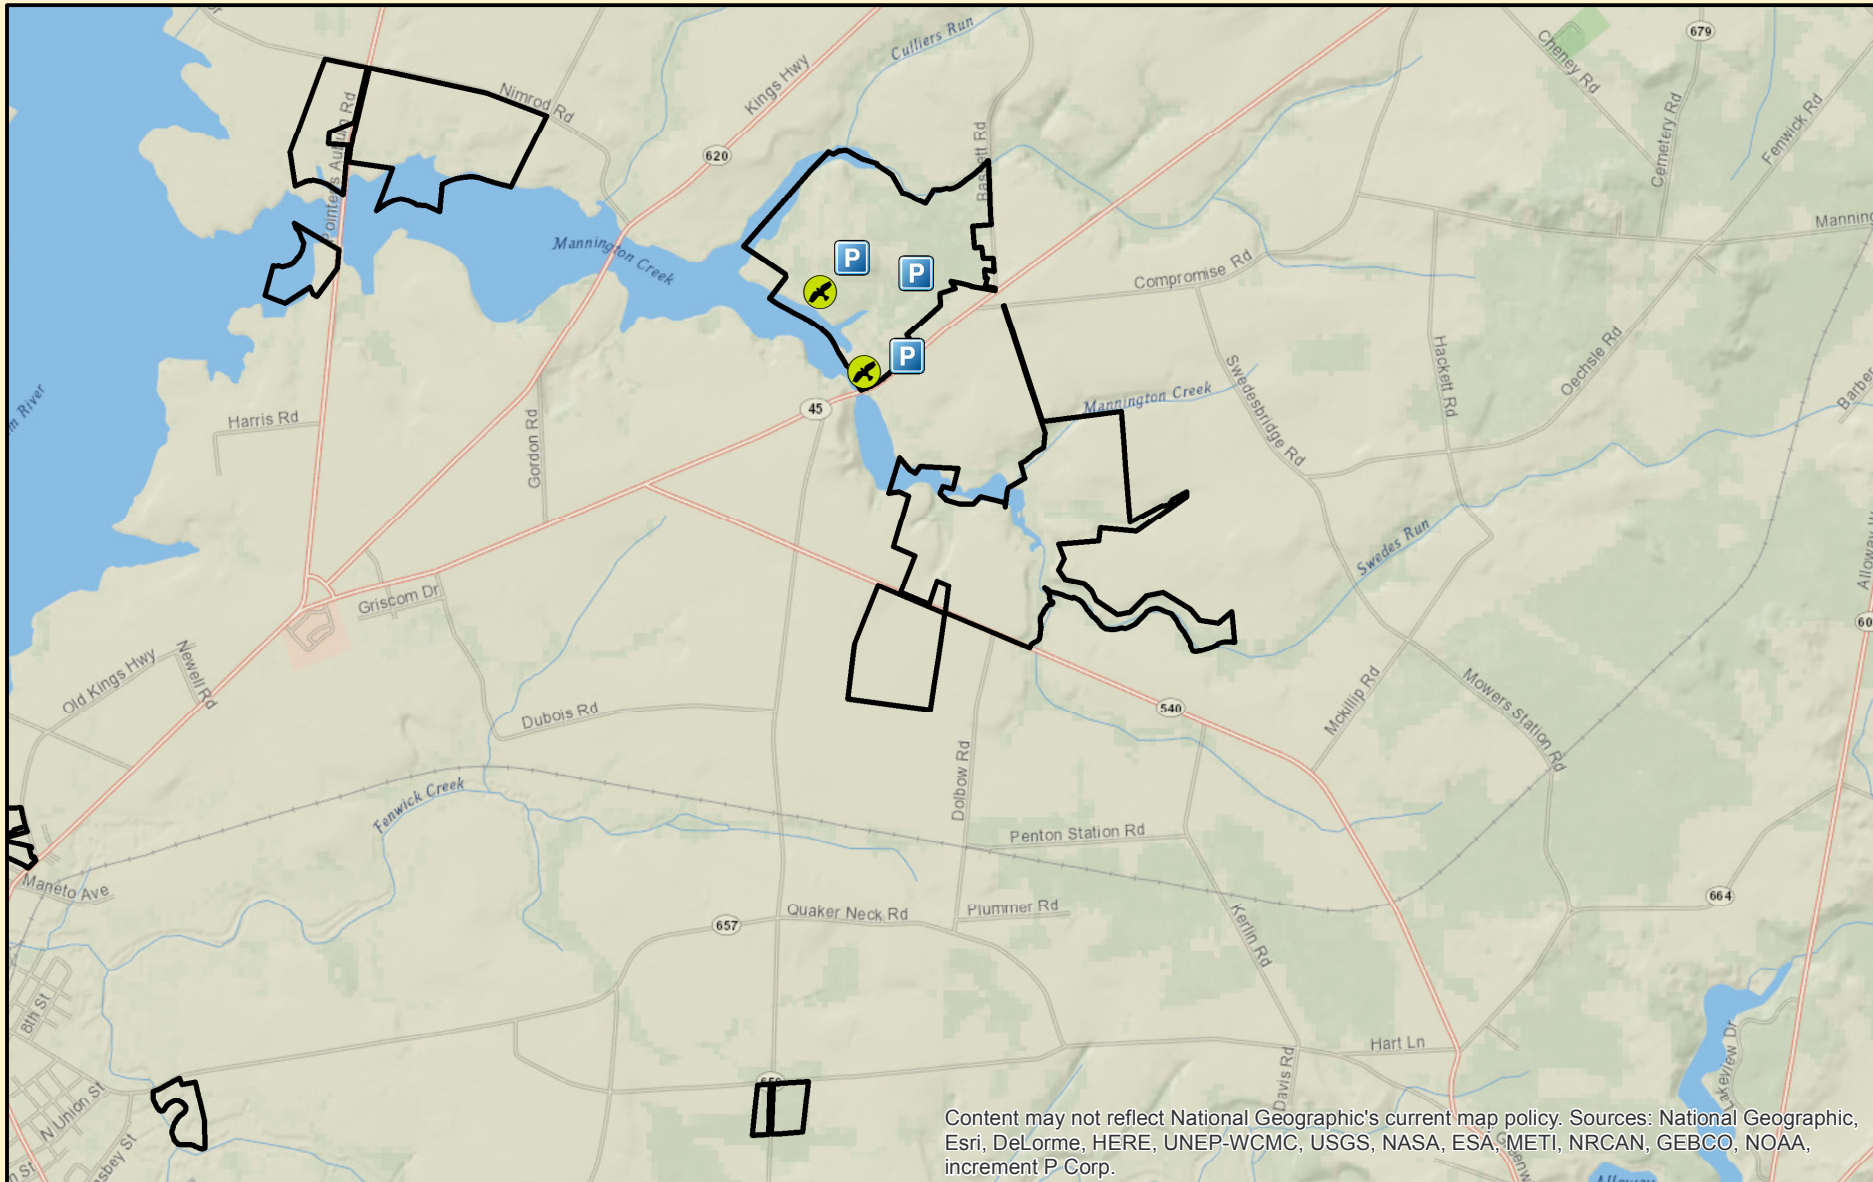 679
Culliers Run
Cheney Rd
Kings Hwy
Nimrod Rd
Cemetery Rd
Fenwick Rd
620
Bassett Rd
Mannington Creek
Compromise Rd
Hackett Rd
Oechsle Rd
Swedesbridge Rd
Mannington Creek
P
P
P
45
Harris Rd
Gordon Rd
River
Swedes Run
Griscom Dr
Old Kings Hwy
Newell Rd
Dubois Rd
540
Mckillip Rd
Mowers Station Rd
Fenwick Creek
Dolbow Rd
Penton Station Rd
Maneto Ave
657
Quaker Neck Rd
Plummer Rd
664
Kerlin Rd
8th St
Hart Ln
Davis Rd
Lakeview Dr
N Union St
St
Content may not reflect National Geographic's current map policy. Sources: National Geographic,
Esri, DeLorme, HERE, UNEP-WCMC, USGS, NASA, ESA, METI, NRCAN, GEBCO, NOAA,
increment P Corp.